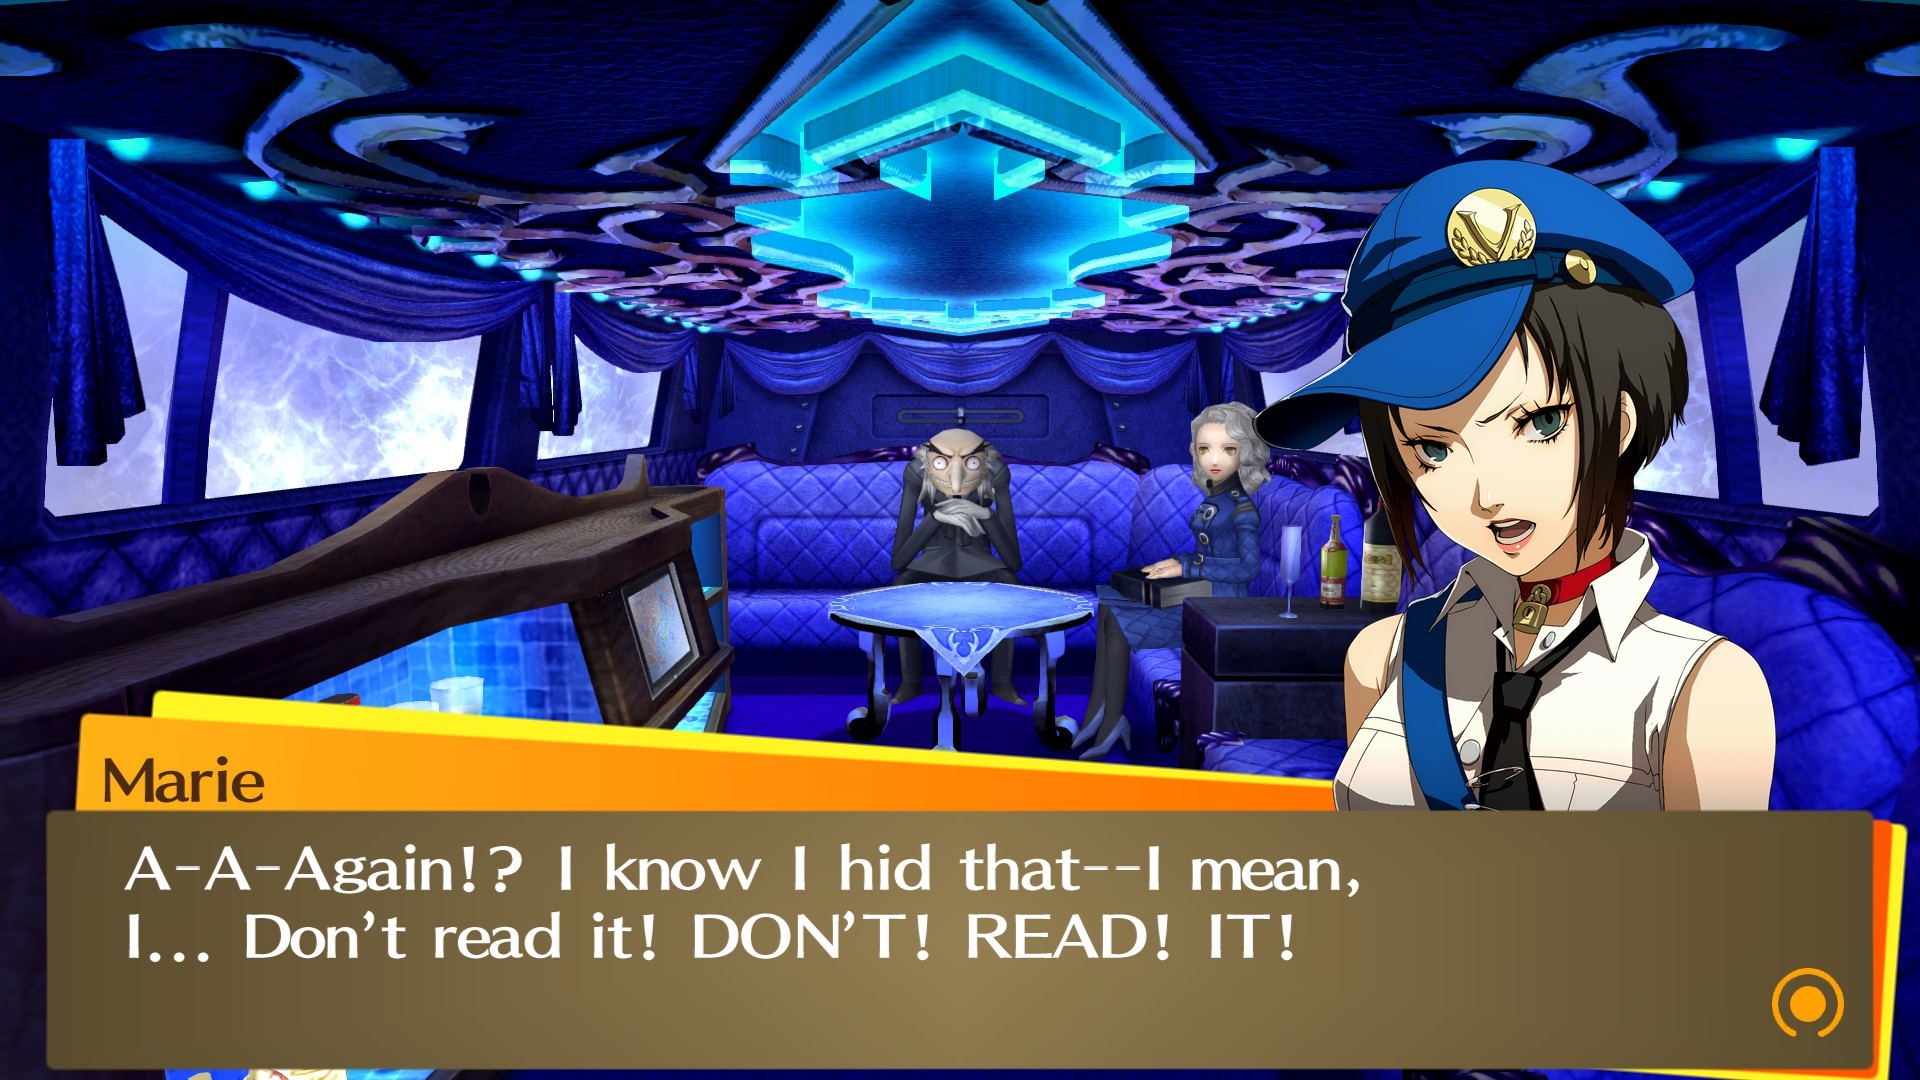 V
Marie
A-A-Again!? I know I hid that--I mean,
I... Don't read it! DON'T! READ! IT!